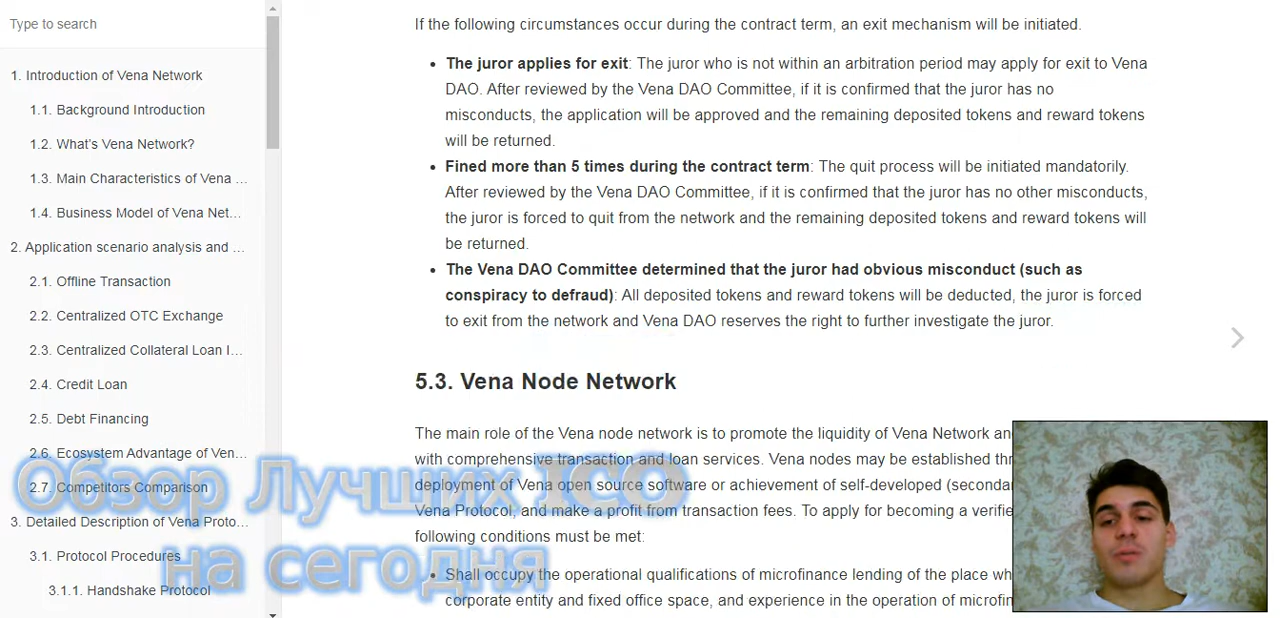 Type to search
1. Introduction of Vena Network
1.1. Background Introduction
1.2. What's Vena Network?
1.3. Main Characteristics of Vena ...
1.4. Business Model of Vena Net...
2. Application scenario analysis and ...
2.1. Offline Transaction
2.2. Centralized OTC Exchange
2.3. Centralized Collateral Loan I...
2.4. Credit Loan
2.5. Debt Financing
2.6. Ecosystem Advantage of Ven...
2.7. Competitors Comparison
3. Detailed Description of Vena Proto...
3.1. Protocol Procedures
3.1.1. Handshake Protocol
If the following circumstances occur during the contract term, an exit mechanism will be initiated.
• The juror applies for exit: The juror who is not within an arbitration period may apply for exit to Vena
DAO. After reviewed by the Vena DAO Committee, if it is confirmed that the juror has no
misconducts, the application will be approved and the remaining deposited tokens and reward tokens
will be returned.
• Fined more than 5 times during the contract term: The quit process will be initiated mandatorily.
After reviewed by the Vena DAO Committee, if it is confirmed that the juror has no other misconducts,
the juror is forced to quit from the network and the remaining deposited tokens and reward tokens will
be returned.
• The Vena DAO Committee determined that the juror had obvious misconduct (such as
conspiracy to defraud): All deposited tokens and reward tokens will be deducted, the juror is forced
to exit from the network and Vena DAO reserves the right to further investigate the juror.
5.3. Vena Node Network
The main role of the Vena node network is to promote the liquidity of Vena Network an
with comprehensive transaction and loan services. Vena nodes may be established thr
deployment of Vena open source software or achievement of self-developed (secondar
Vena Protocol, and make a profit from transaction fees. To apply for becoming a verifie
following conditions must be met:
• Shall occupy the operational qualifications of microfinance lending of the place wh
corporate entity and fixed office space, and experience in the operation of microfin
Обзор Лучших ICO
на сегодня